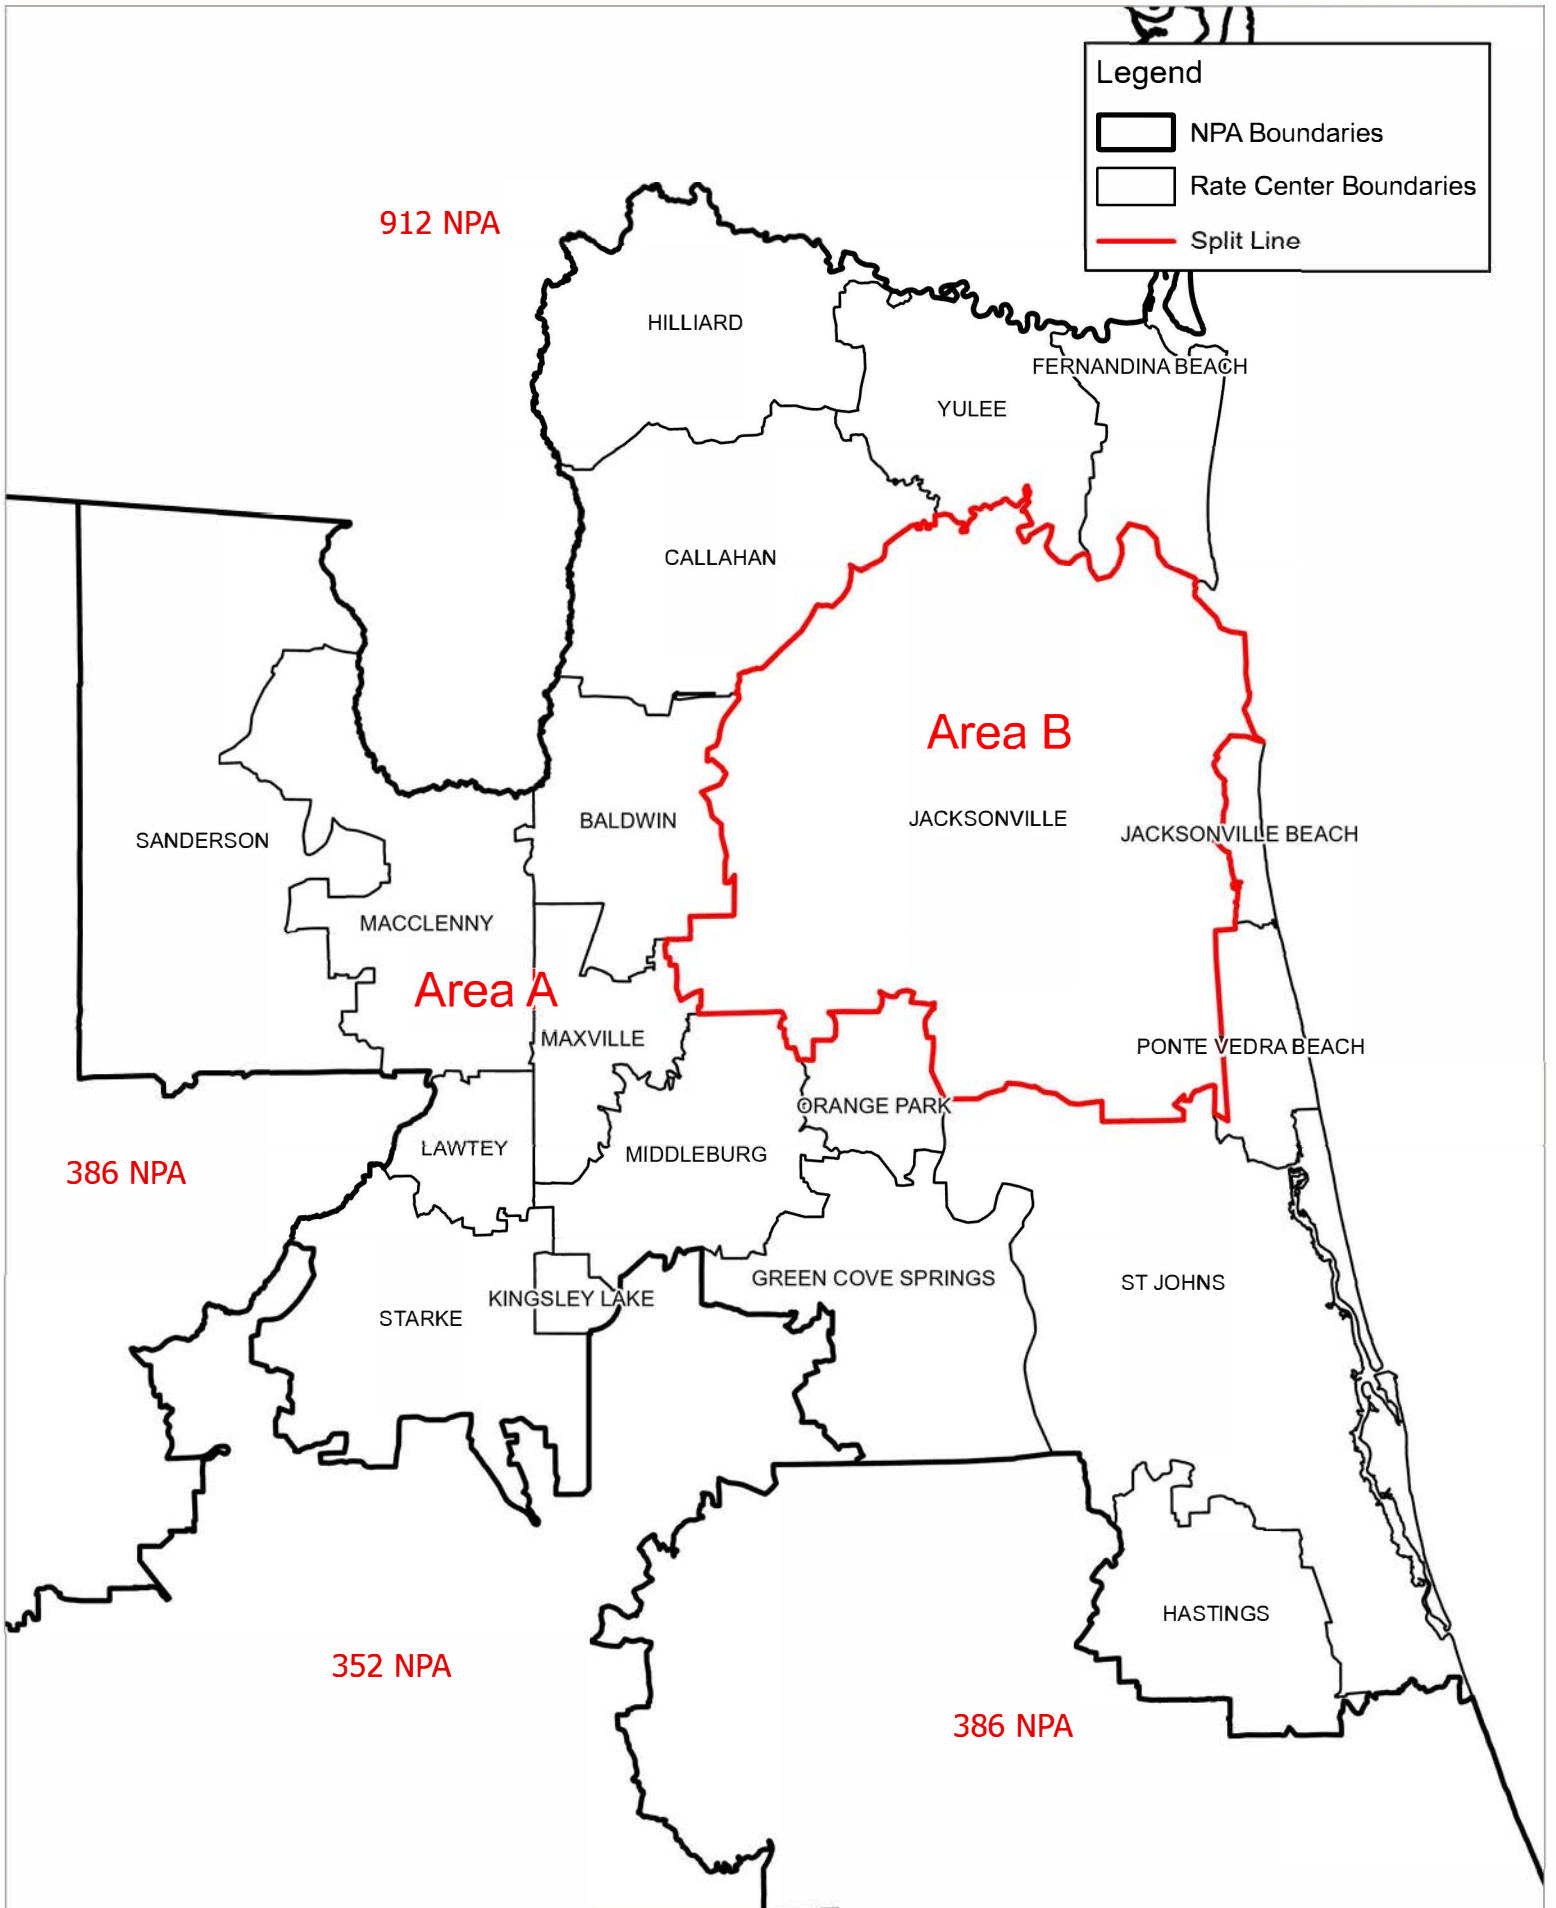 Legend
NPA Boundaries
Rate Center Boundaries
Split Line
912 NPA
HILLIARD
FERNANDINA BEACH
YULEE
CALLAHAN
Area B
JACKSONVILLE
BALDWIN
JACKSONVILLE BEACH
SANDERSON
MACCLENNY
Area A
MAXVILLE
PONTE VEDRA BEACH
ORANGE PARK
LAWTEY
MIDDLEBURG
386 NPA
GREEN COVE SPRINGS
ST JOHNS
KINGSLEY LAKE
STARKE
HASTINGS
352 NPA
386 NPA